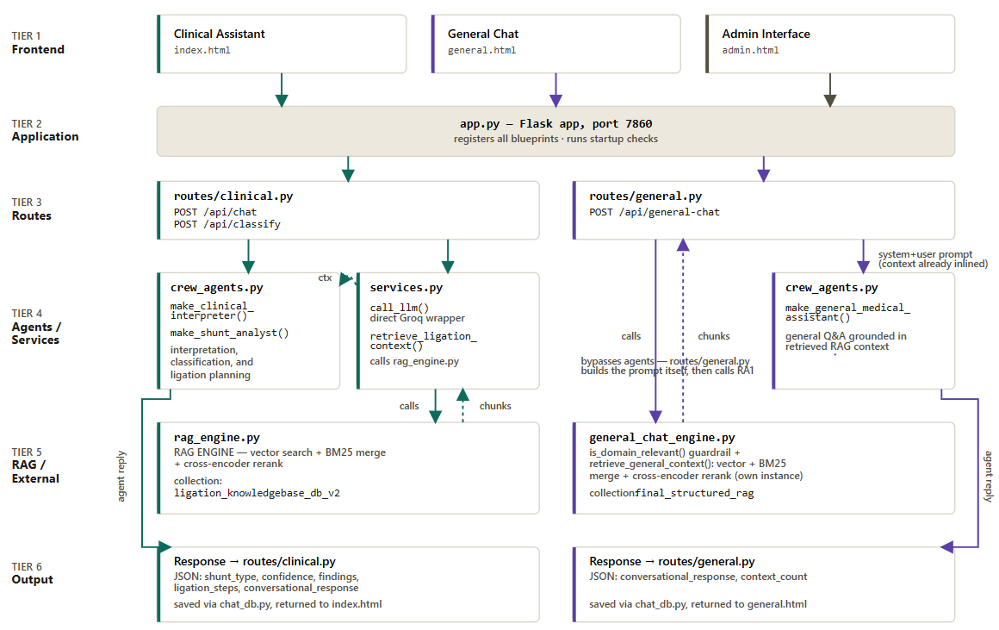 TIER 1
Frontend
Clinical Assistant
index.html
General Chat
general.html
Admin Interface
admin.html
TIER 2
Application
app.py — Flask app, port 7860
registers all blueprints · runs startup checks
TIER 3
Routes
routes/clinical.py
POST /api/chat
POST /api/classify
routes/general.py
POST /api/general-chat
system+user prompt
(context already inlined)
TIER 4
Agents /
Services
crew_agents.py
make_clinical_
interpreter()
make_shunt_analyst()
interpretation,
classification, and
ligation planning
ctx
services.py
call_llm()
direct Groq wrapper
retrieve_ligation_
context()
calls rag_engine.py
calls
chunks
bypasses agents — routes/general.py
builds the prompt itself, then calls RA1
crew_agents.py
make_general_medical_
assistant()
general Q&A grounded in
retrieved RAG context
calls
chunks
TIER 5
RAG /
External
agent reply
rag_engine.py
RAG ENGINE — vector search + BM25 merge
+ cross-encoder rerank
collection:
ligation_knowledgebase_db_v2
general_chat_engine.py
is_domain_relevant() guardrail +
retrieve_general_context(): vector + BM25
merge + cross-encoder rerank (own instance)
collectionfinal_structured_rag
agent reply
TIER 6
Output
Response → routes/clinical.py
JSON: shunt_type, confidence, findings,
ligation_steps, conversational_response
saved via chat_db.py, returned to index.html
Response → routes/general.py
JSON: conversational_response, context_count
saved via chat_db.py, returned to general.html